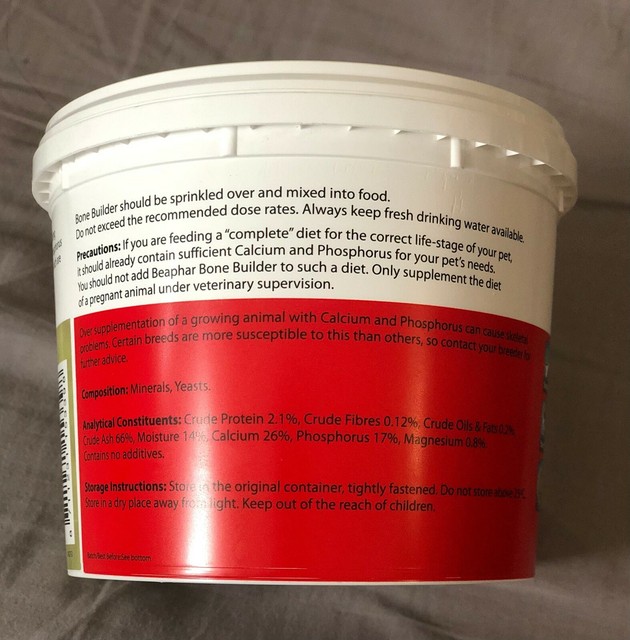 Bone Builder should be sprinkled over and mixed into food.
Do not exceed the recommended dose rates. Always keep fresh drinking water available.
Precautions: If you are feeding a "complete" diet for the correct life-stage of your pet,
it should already contain sufficient Calcium and Phosphorus for your pet's needs.
You should not add Beaphar Bone Builder to such a diet. Only supplement the diet
of a pregnant animal under veterinary supervision.
Over supplementation of a growing animal with Calcium and Phosphorus can cause skeletal
problems. Certain breeds are more susceptible to this than others, so contact your breeder for
further advice.
Composition: Minerals, Yeasts.
Analytical Constituents: Crude Protein 2.1%, Crude Fibres 0.12%, Crude Oils & Fats
Crude Ash 66%, Moisture 14%, Calcium 26%, Phosphorus 17%, Magnesium 0.8%.
Contains no additives.
Storage Instructions: Store in the original container, tightly fastened. Do not store above
Store in a dry place away from light. Keep out of the reach of children.
Batch/Best before: See bottom